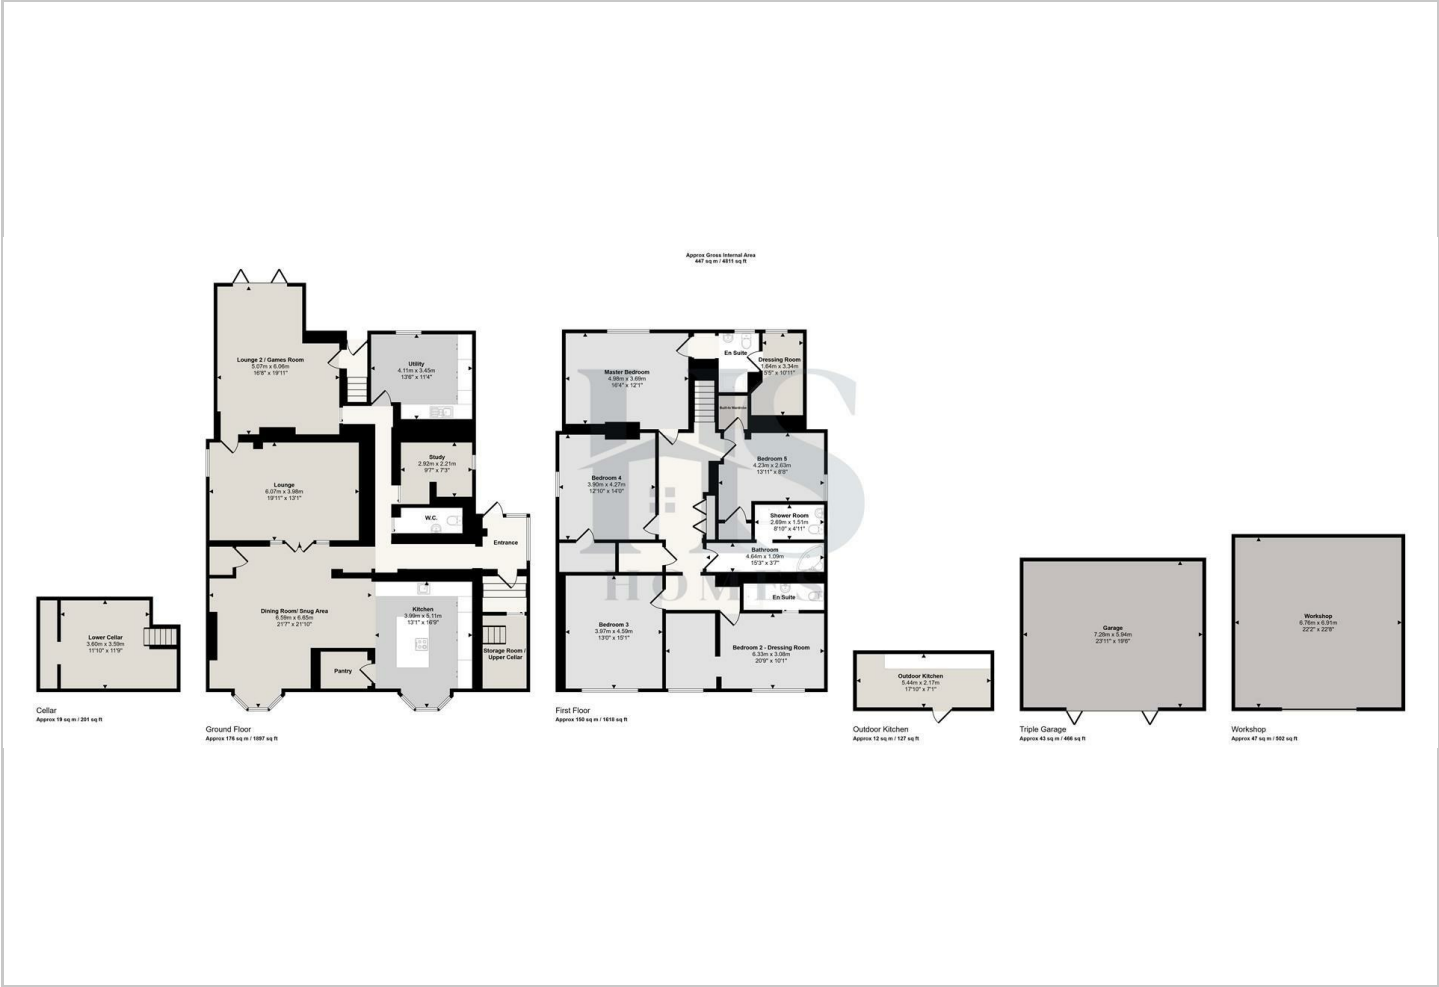 Approx Gross Internal Area
447 sq m / 4811 sq ft
Lower Cellar
3.60m x 3.59m
11'10" x 11'9"
Cellar
Approx 19 sq m / 201 sq ft
Lounge 2 / Games Room
5.07m x 6.06m
16'8" x 19'11"
Utility
4.11m x 3.45m
13'6" x 11'4"
Study
2.92m x 2.21m
9'7" x 7'3"
Lounge
6.07m x 3.98m
19'11" x 13'1"
W.C.
Entrance
Dining Room/ Snug Area
6.59m x 6.65m
21'7" x 21'10"
Kitchen
3.99m x 5.11m
13'1" x 16'9"
Pantry
Storage Room /
Upper Cellar
Ground Floor
Approx 176 sq m / 1897 sq ft
Master Bedroom
4.98m x 3.69m
16'4" x 12'1"
En Suite
Dressing Room
1.64m x 3.34m
5'5" x 10'11"
Built-In Wardrobe
Bedroom 4
3.90m x 4.27m
12'10" x 14'0"
Bedroom 5
4.23m x 2.63m
13'11" x 8'8"
Shower Room
2.69m x 1.51m
8'10" x 4'11"
Bathroom
4.64m x 1.09m
15'3" x 3'7"
En Suite
Bedroom 3
3.97m x 4.59m
13'0" x 15'1"
Bedroom 2 - Dressing Room
6.33m x 3.08m
20'9" x 10'1"
HS
HOMES
First Floor
Approx 150 sq m / 1618 sq ft
Outdoor Kitchen
5.44m x 2.17m
17'10" x 7'1"
Outdoor Kitchen
Approx 12 sq m / 127 sq ft
Garage
7.28m x 5.94m
23'11" x 19'6"
Triple Garage
Approx 43 sq m / 466 sq ft
Workshop
6.76m x 6.91m
22'2" x 22'8"
Workshop
Approx 47 sq m / 502 sq ft